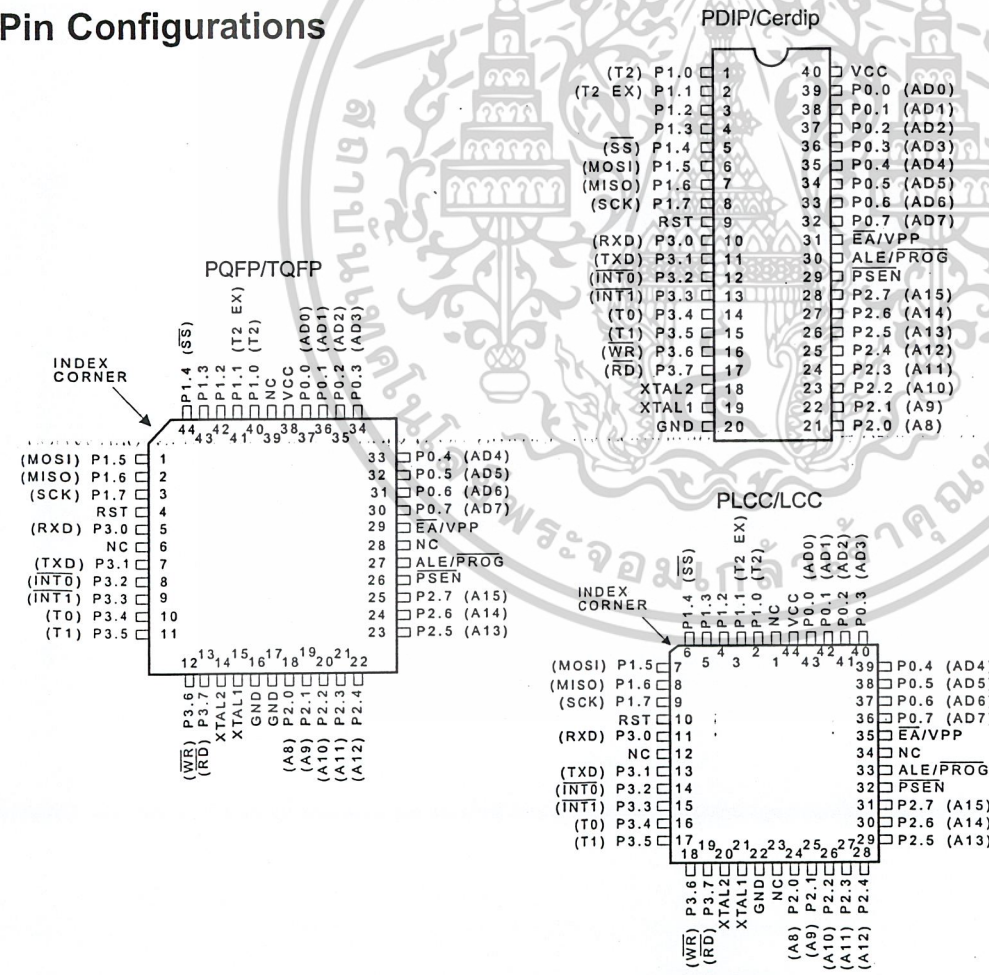 Pin Configurations
PDIP/Cerdip
(T2) P1.0 1 40 VCC
(T2 EX) P1.1 2 39 P0.0 (AD0)
P1.2 3 38 P0.1 (AD1)
P1.3 4 37 P0.2 (AD2)
(SS) P1.4 5 36 P0.3 (AD3)
(MOSI) P1.5 6 35 P0.4 (AD4)
(MISO) P1.6 7 34 P0.5 (AD5)
(SCK) P1.7 8 33 P0.6 (AD6)
RST 9 32 P0.7 (AD7)
(RXD) P3.0 10 31 EA/VPP
(TXD) P3.1 11 30 ALE/PROG
(INT0) P3.2 12 29 PSEN
(INT1) P3.3 13 28 P2.7 (A15)
(T0) P3.4 14 27 P2.6 (A14)
(T1) P3.5 15 26 P2.5 (A13)
(WR) P3.6 16 25 P2.4 (A12)
(RD) P3.7 17 24 P2.3 (A11)
XTAL2 18 23 P2.2 (A10)
XTAL1 19 22 P2.1 (A9)
GND 20 21 P2.0 (A8)
PQFP/TQFP
INDEX
CORNER
P1.4 (SS)
P1.3
P1.2
P1.1 (T2 EX)
P1.0 (T2)
NC
VCC
P0.0 (AD0)
P0.1 (AD1)
P0.2 (AD2)
P0.3 (AD3)
44 43 42 41 40 39 38 37 36 35 34
(MOSI) P1.5 1 33 P0.4 (AD4)
(MISO) P1.6 2 32 P0.5 (AD5)
(SCK) P1.7 3 31 P0.6 (AD6)
RST 4 30 P0.7 (AD7)
(RXD) P3.0 5 29 EA/VPP
NC 6 28 NC
(TXD) P3.1 7 27 ALE/PROG
(INT0) P3.2 8 26 PSEN
(INT1) P3.3 9 25 P2.7 (A15)
(T0) P3.4 10 24 P2.6 (A14)
(T1) P3.5 11 23 P2.5 (A13)
12 13 14 15 16 17 18 19 20 21 22
(WR) P3.6
(RD) P3.7
XTAL2
XTAL1
GND
GND
(A8) P2.0
(A9) P2.1
(A10) P2.2
(A11) P2.3
(A12) P2.4
PLCC/LCC
INDEX
CORNER
P1.4 (SS)
P1.3
P1.2
P1.1 (T2 EX)
P1.0 (T2)
NC
VCC
P0.0 (AD0)
P0.1 (AD1)
P0.2 (AD2)
P0.3 (AD3)
6 5 4 3 2 1 44 43 42 41 40
(MOSI) P1.5 7 39 P0.4 (AD4)
(MISO) P1.6 8 38 P0.5 (AD5)
(SCK) P1.7 9 37 P0.6 (AD6)
RST 10 36 P0.7 (AD7)
(RXD) P3.0 11 35 EA/VPP
NC 12 34 NC
(TXD) P3.1 13 33 ALE/PROG
(INT0) P3.2 14 32 PSEN
(INT1) P3.3 15 31 P2.7 (A15)
(T0) P3.4 16 30 P2.6 (A14)
(T1) P3.5 17 29 P2.5 (A13)
18 19 20 21 22 23 24 25 26 27 28
(WR) P3.6
(RD) P3.7
XTAL2
XTAL1
GND
NC
(A8) P2.0
(A9) P2.1
(A10) P2.2
(A11) P2.3
(A12) P2.4